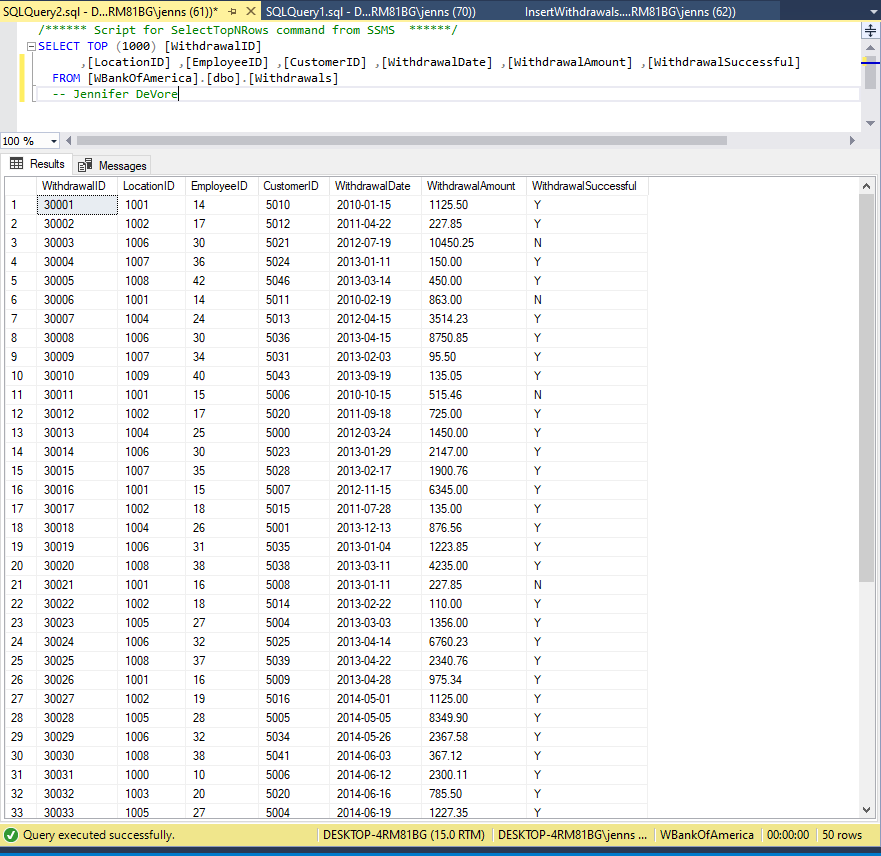 SQLQuery2.sql - D...RM81BG\jenns (61))* SQLQuery1.sql - D...RM81BG\jenns (70)) InsertWithdrawals....RM81BG\jenns (62))
/****** Script for SelectTopNRows command from SSMS ******/
SELECT TOP (1000) [WithdrawalID]
,[LocationID] ,[EmployeeID] ,[CustomerID] ,[WithdrawalDate] ,[WithdrawalAmount] ,[WithdrawalSuccessful]
FROM [WBankOfAmerica].[dbo].[Withdrawals]
-- Jennifer DeVore
100 %
Results Messages
WithdrawalID LocationID EmployeeID CustomerID WithdrawalDate WithdrawalAmount WithdrawalSuccessful
1 30001 1001 14 5010 2010-01-15 1125.50 Y
2 30002 1002 17 5012 2011-04-22 227.85 Y
3 30003 1006 30 5021 2012-07-19 10450.25 N
4 30004 1007 36 5024 2013-01-11 150.00 Y
5 30005 1008 42 5046 2013-03-14 450.00 Y
6 30006 1001 14 5011 2010-02-19 863.00 N
7 30007 1004 24 5013 2012-04-15 3514.23 Y
8 30008 1006 30 5036 2013-04-15 8750.85 Y
9 30009 1007 34 5031 2013-02-03 95.50 Y
10 30010 1009 40 5043 2013-09-19 135.05 Y
11 30011 1001 15 5006 2010-10-15 515.46 N
12 30012 1002 17 5020 2011-09-18 725.00 Y
13 30013 1004 25 5000 2012-03-24 1450.00 Y
14 30014 1006 30 5023 2013-01-29 2147.00 Y
15 30015 1007 35 5028 2013-02-17 1900.76 Y
16 30016 1001 15 5007 2012-11-15 6345.00 Y
17 30017 1002 18 5015 2011-07-28 135.00 Y
18 30018 1004 26 5001 2013-12-13 876.56 Y
19 30019 1006 31 5035 2013-01-04 1223.85 Y
20 30020 1008 38 5038 2013-03-11 4235.00 Y
21 30021 1001 16 5008 2013-01-11 227.85 N
22 30022 1002 18 5014 2013-02-22 110.00 Y
23 30023 1005 27 5004 2013-03-03 1356.00 Y
24 30024 1006 32 5025 2013-04-14 6760.23 Y
25 30025 1008 37 5039 2013-04-22 2340.76 Y
26 30026 1001 16 5009 2013-04-28 975.34 Y
27 30027 1002 19 5016 2014-05-01 1125.00 Y
28 30028 1005 28 5005 2014-05-05 8349.90 Y
29 30029 1006 32 5034 2014-05-26 2367.58 Y
30 30030 1008 38 5041 2014-06-03 367.12 Y
31 30031 1000 10 5006 2014-06-12 2300.11 Y
32 30032 1003 20 5020 2014-06-16 785.50 Y
33 30033 1005 27 5004 2014-06-19 1227.35 Y
Query executed successfully. DESKTOP-4RM81BG (15.0 RTM) DESKTOP-4RM81BG\jenns ... WBankOfAmerica 00:00:00 50 rows